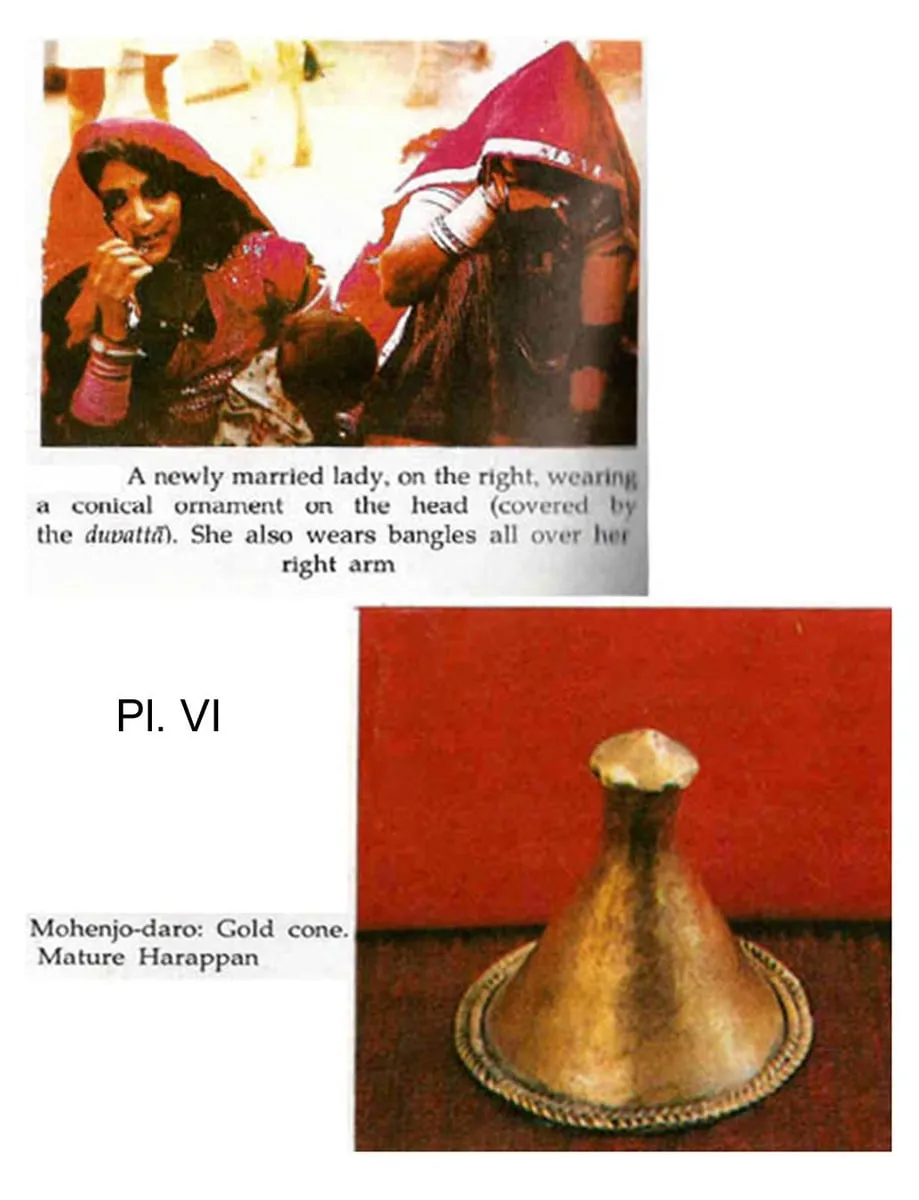 A newly married lady, on the right, wearing
a conical ornament on the head (covered by
the duvattā). She also wears bangles all over her
right arm
Pl. VI
Mohenjo-daro: Gold cone.
Mature Harappan